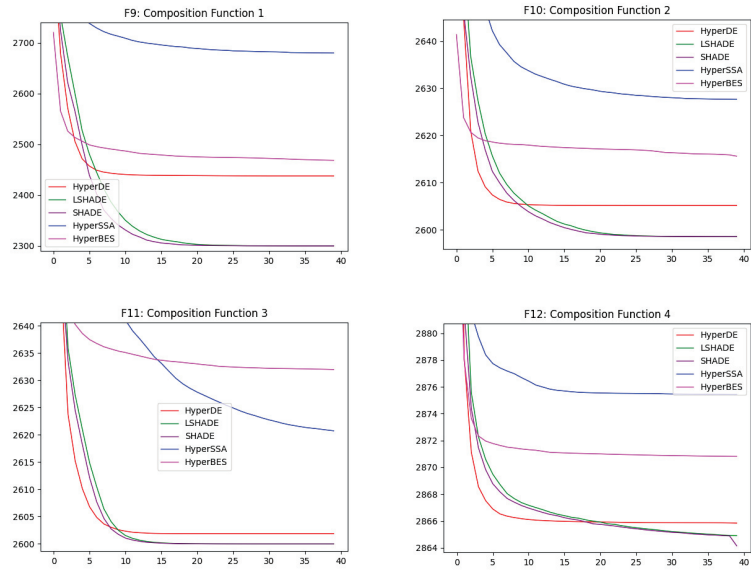 F9: Composition Function 1
2700
2600
2500
2400
2300
HyperDE
LSHADE
SHADE
HyperSSA
HyperBES
0 5 10 15 20 25 30 35 40
F10: Composition Function 2
2640
2630
2620
2610
2600
HyperDE
LSHADE
SHADE
HyperSSA
HyperBES
0 5 10 15 20 25 30 35 40
F11: Composition Function 3
2640
2635
2630
2625
2620
2615
2610
2605
2600
HyperDE
LSHADE
SHADE
HyperSSA
HyperBES
0 5 10 15 20 25 30 35 40
F12: Composition Function 4
2880
2878
2876
2874
2872
2870
2868
2866
2864
HyperDE
LSHADE
SHADE
HyperSSA
HyperBES
0 5 10 15 20 25 30 35 40